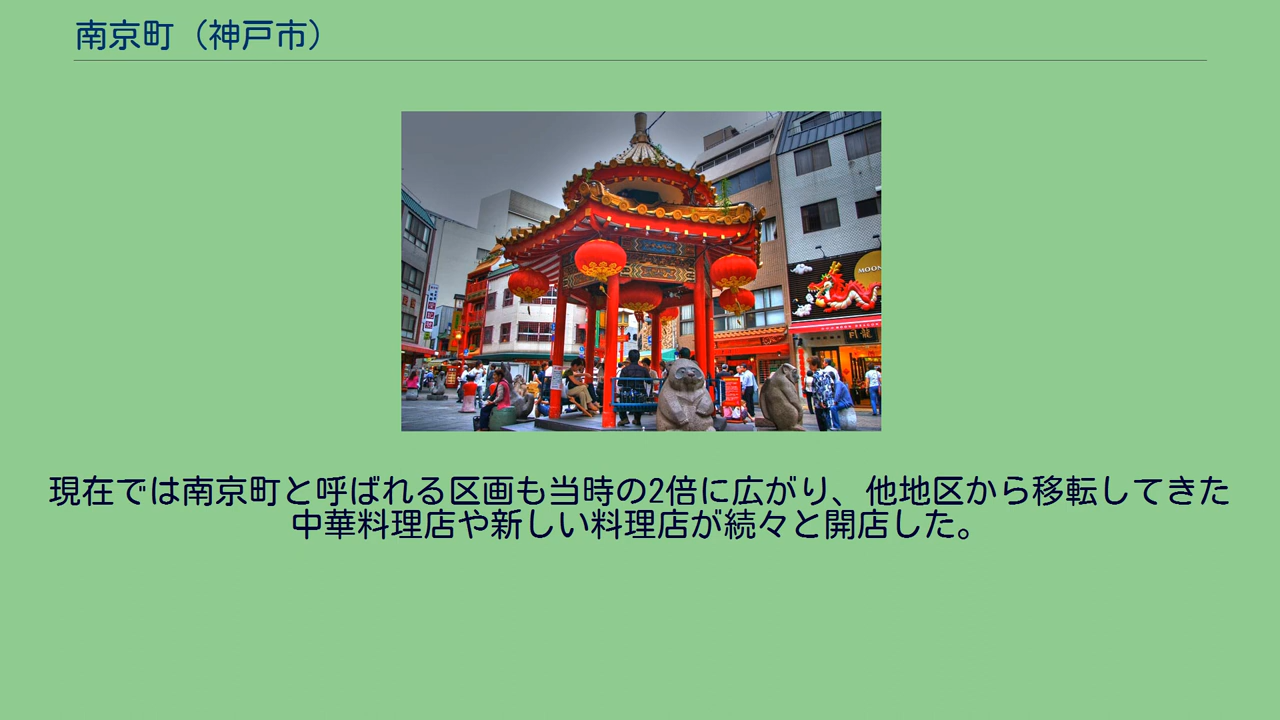 南京町（神戸市）
MOON
現在では南京町と呼ばれる区画も当時の2倍に広がり、他地区から移転してきた
中華料理店や新しい料理店が続々と開店した。